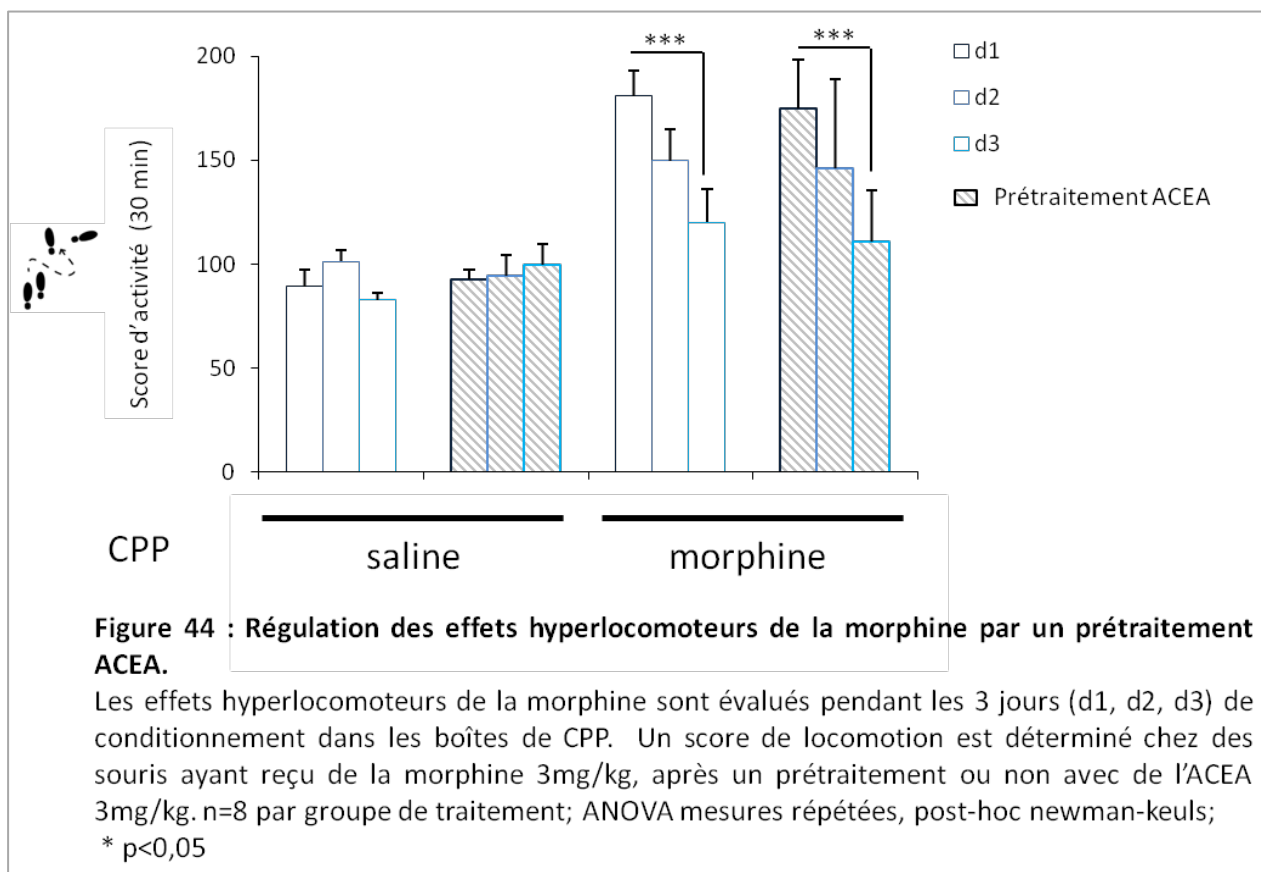 ***
***
200
150
100
50
0
Score d'activité (30 min)
d1
d2
d3
Prétraitement ACEA
CPP
saline
morphine
Figure 44 : Régulation des effets hyperlocomoteurs de la morphine par un prétraitement
ACEA.
Les effets hyperlocomoteurs de la morphine sont évalués pendant les 3 jours (d1, d2, d3) de
conditionnement dans les boîtes de CPP. Un score de locomotion est déterminé chez des
souris ayant reçu de la morphine 3mg/kg, après un prétraitement ou non avec de l'ACEA
3mg/kg. n=8 par groupe de traitement; ANOVA mesures répétées, post-hoc newman-keuls;
* p<0,05